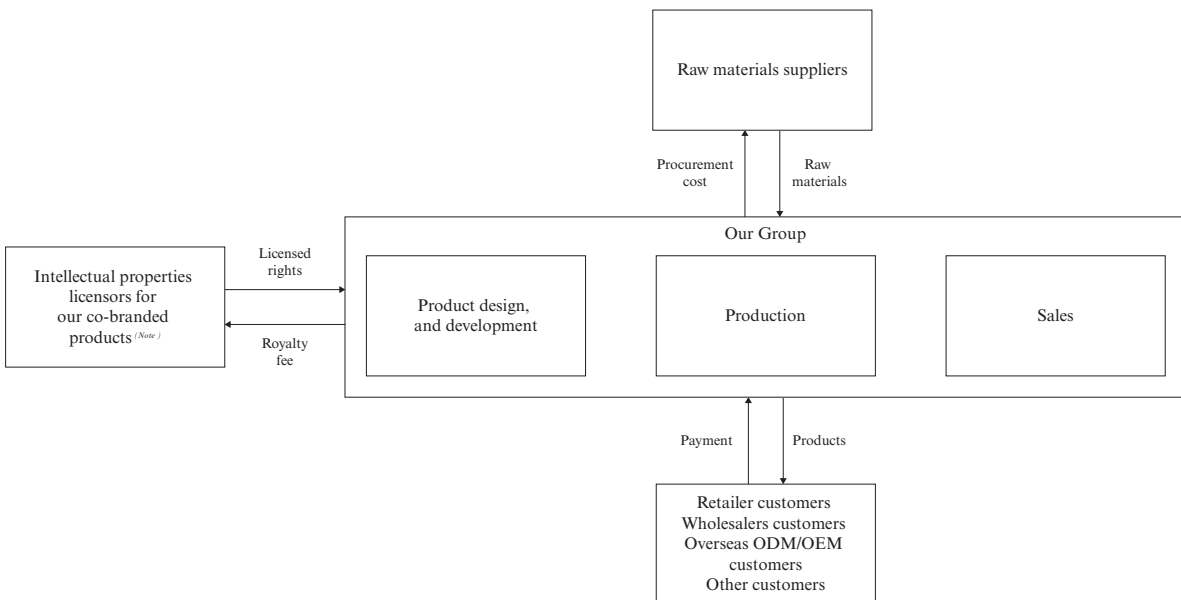 Raw materials suppliers
Procurement
cost
Raw
materials
Our Group
Intellectual properties
licensors for
our co-branded
products (Note)
Licensed
rights
Royalty
fee
Product design,
and development
Production
Sales
Payment
Products
Retailer customers
Wholesalers customers
Overseas ODM/OEM
customers
Other customers